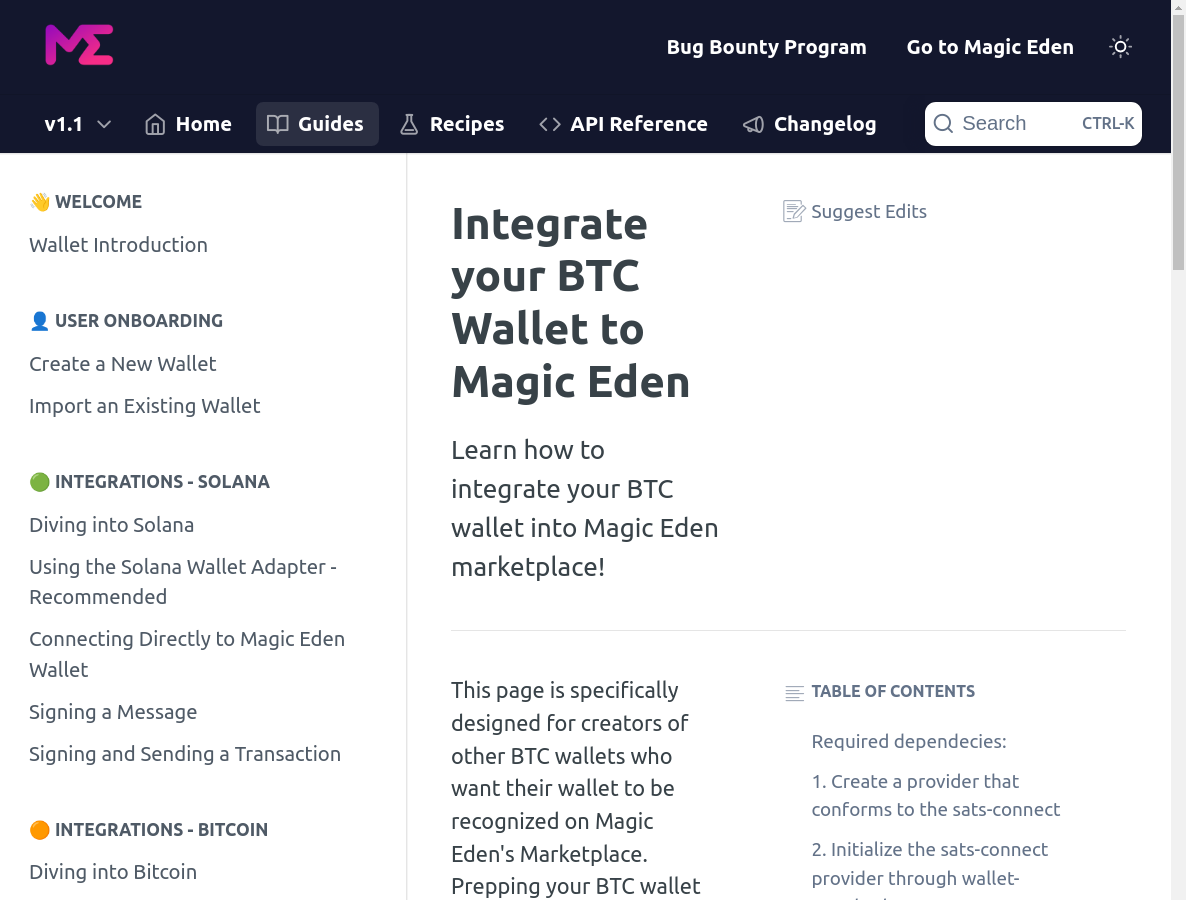 Bug Bounty Program
Go to Magic Eden
v1.1
Home
Guides
Recipes
API Reference
Changelog
Search
CTRL-K
👋 WELCOME
Wallet Introduction
👤 USER ONBOARDING
Create a New Wallet
Import an Existing Wallet
🟢 INTEGRATIONS - SOLANA
Diving into Solana
Using the Solana Wallet Adapter -
Recommended
Connecting Directly to Magic Eden
Wallet
Signing a Message
Signing and Sending a Transaction
🟠 INTEGRATIONS - BITCOIN
Diving into Bitcoin
Integrate
your BTC
Wallet to
Magic Eden
Learn how to
integrate your BTC
wallet into Magic Eden
marketplace!
Suggest Edits
This page is specifically
designed for creators of
other BTC wallets who
want their wallet to be
recognized on Magic
Eden's Marketplace.
Prepping your BTC wallet
TABLE OF CONTENTS
Required dependecies:
1. Create a provider that
conforms to the sats-connect
2. Initialize the sats-connect
provider through wallet-